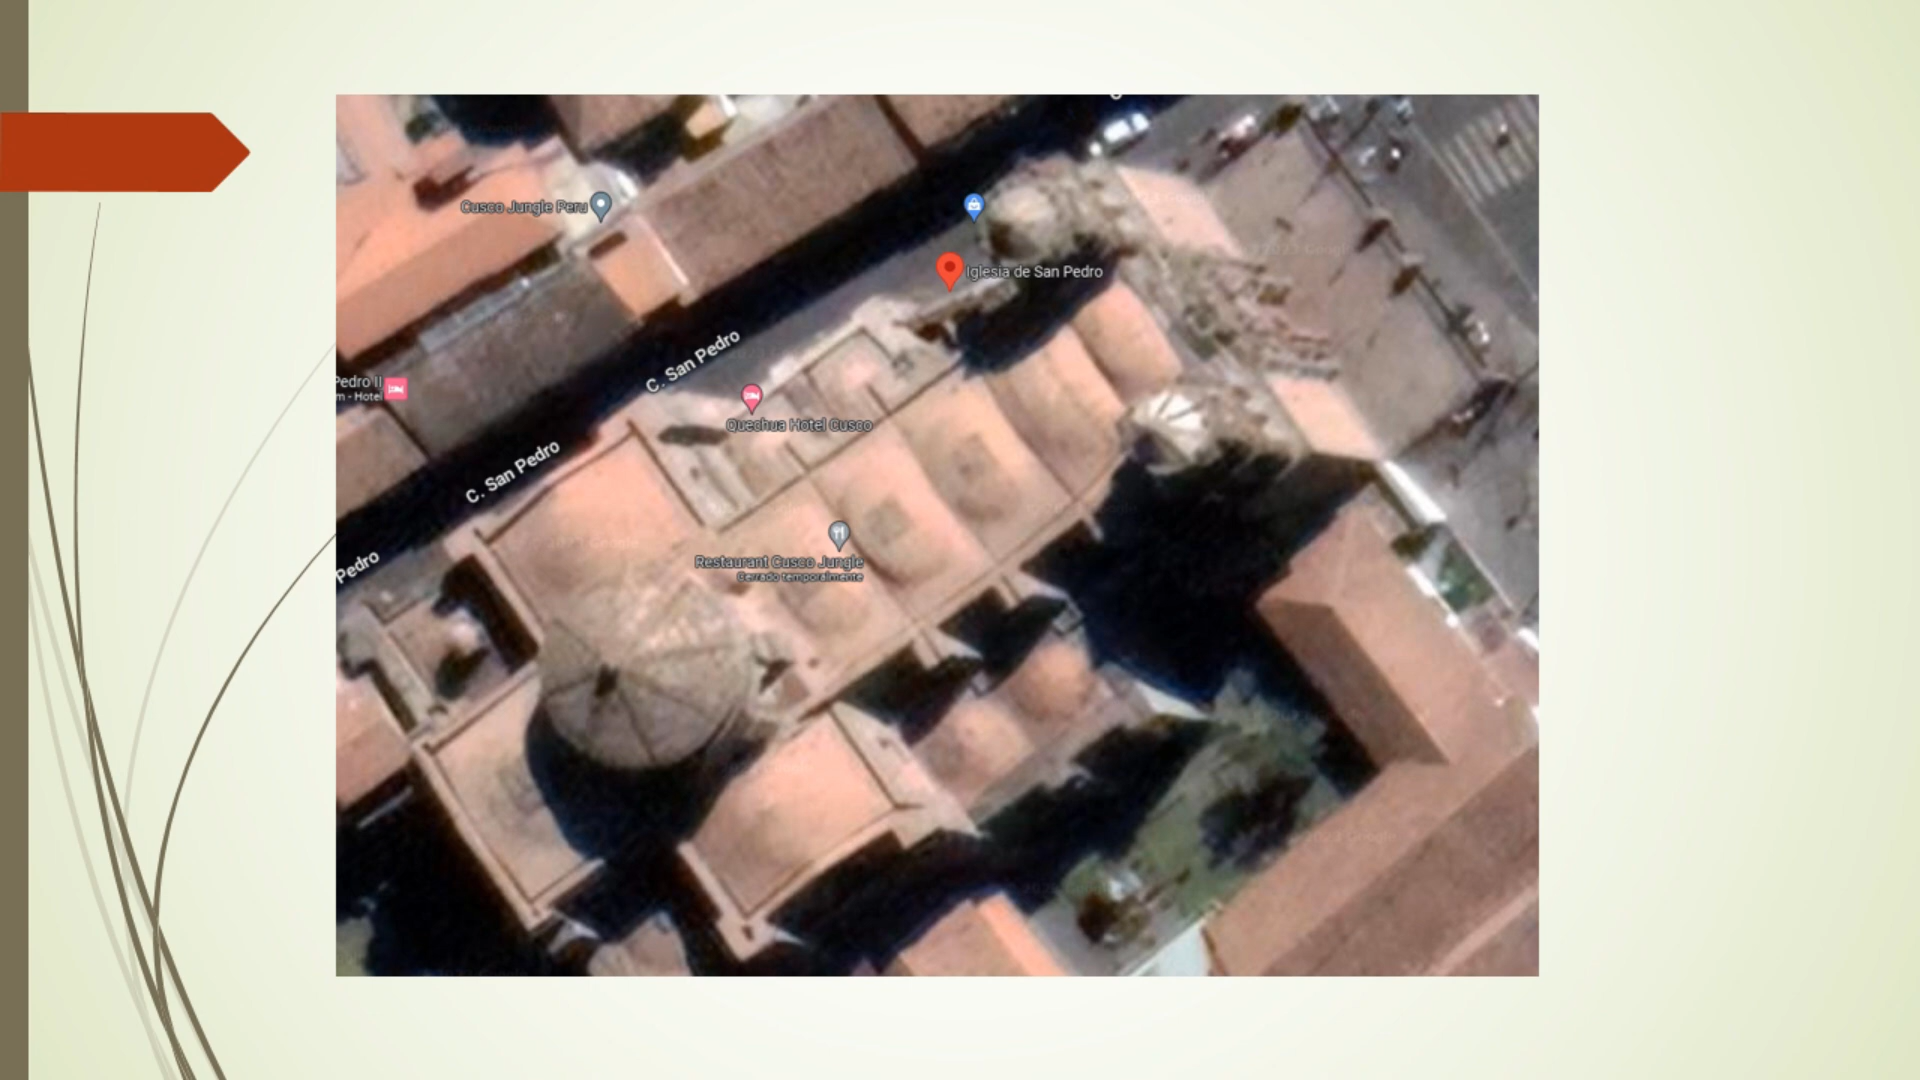 Cusco Jungle Peru
Iglesia de San Pedro
C. San Pedro
Pedro II
m - Hotel
Quechua Hotel Cusco
C. San Pedro
Restaurant Cusco Jungle
Cerrado temporalmente
Pedro